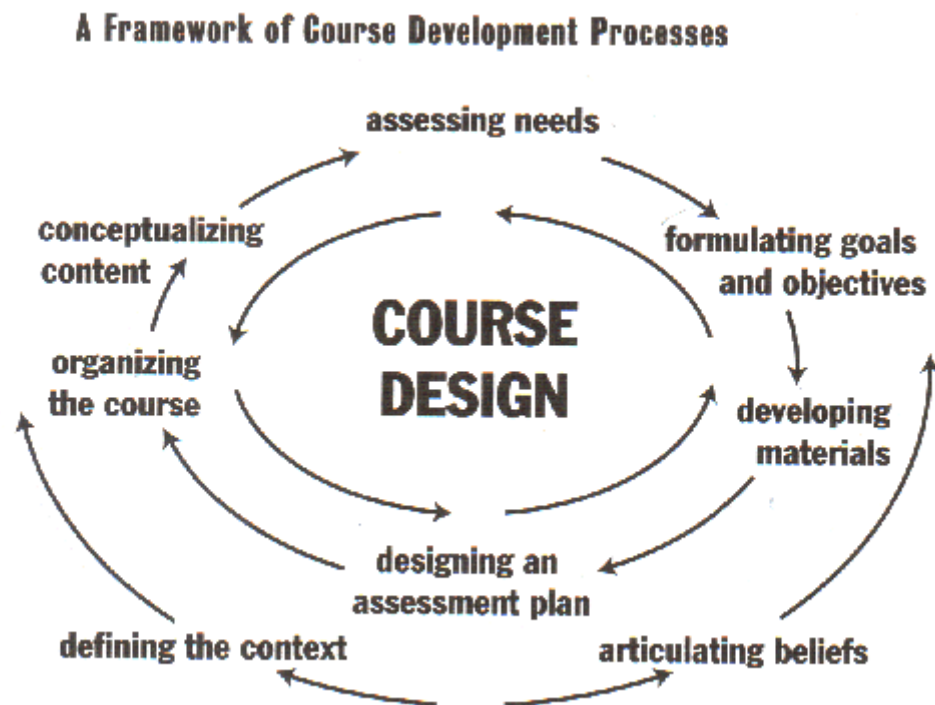 A Framework of Course Development Processes
assessing needs
conceptualizing
content
formulating goals
and objectives
COURSE
DESIGN
organizing
the course
developing
materials
designing an
assessment plan
defining the context
articulating beliefs